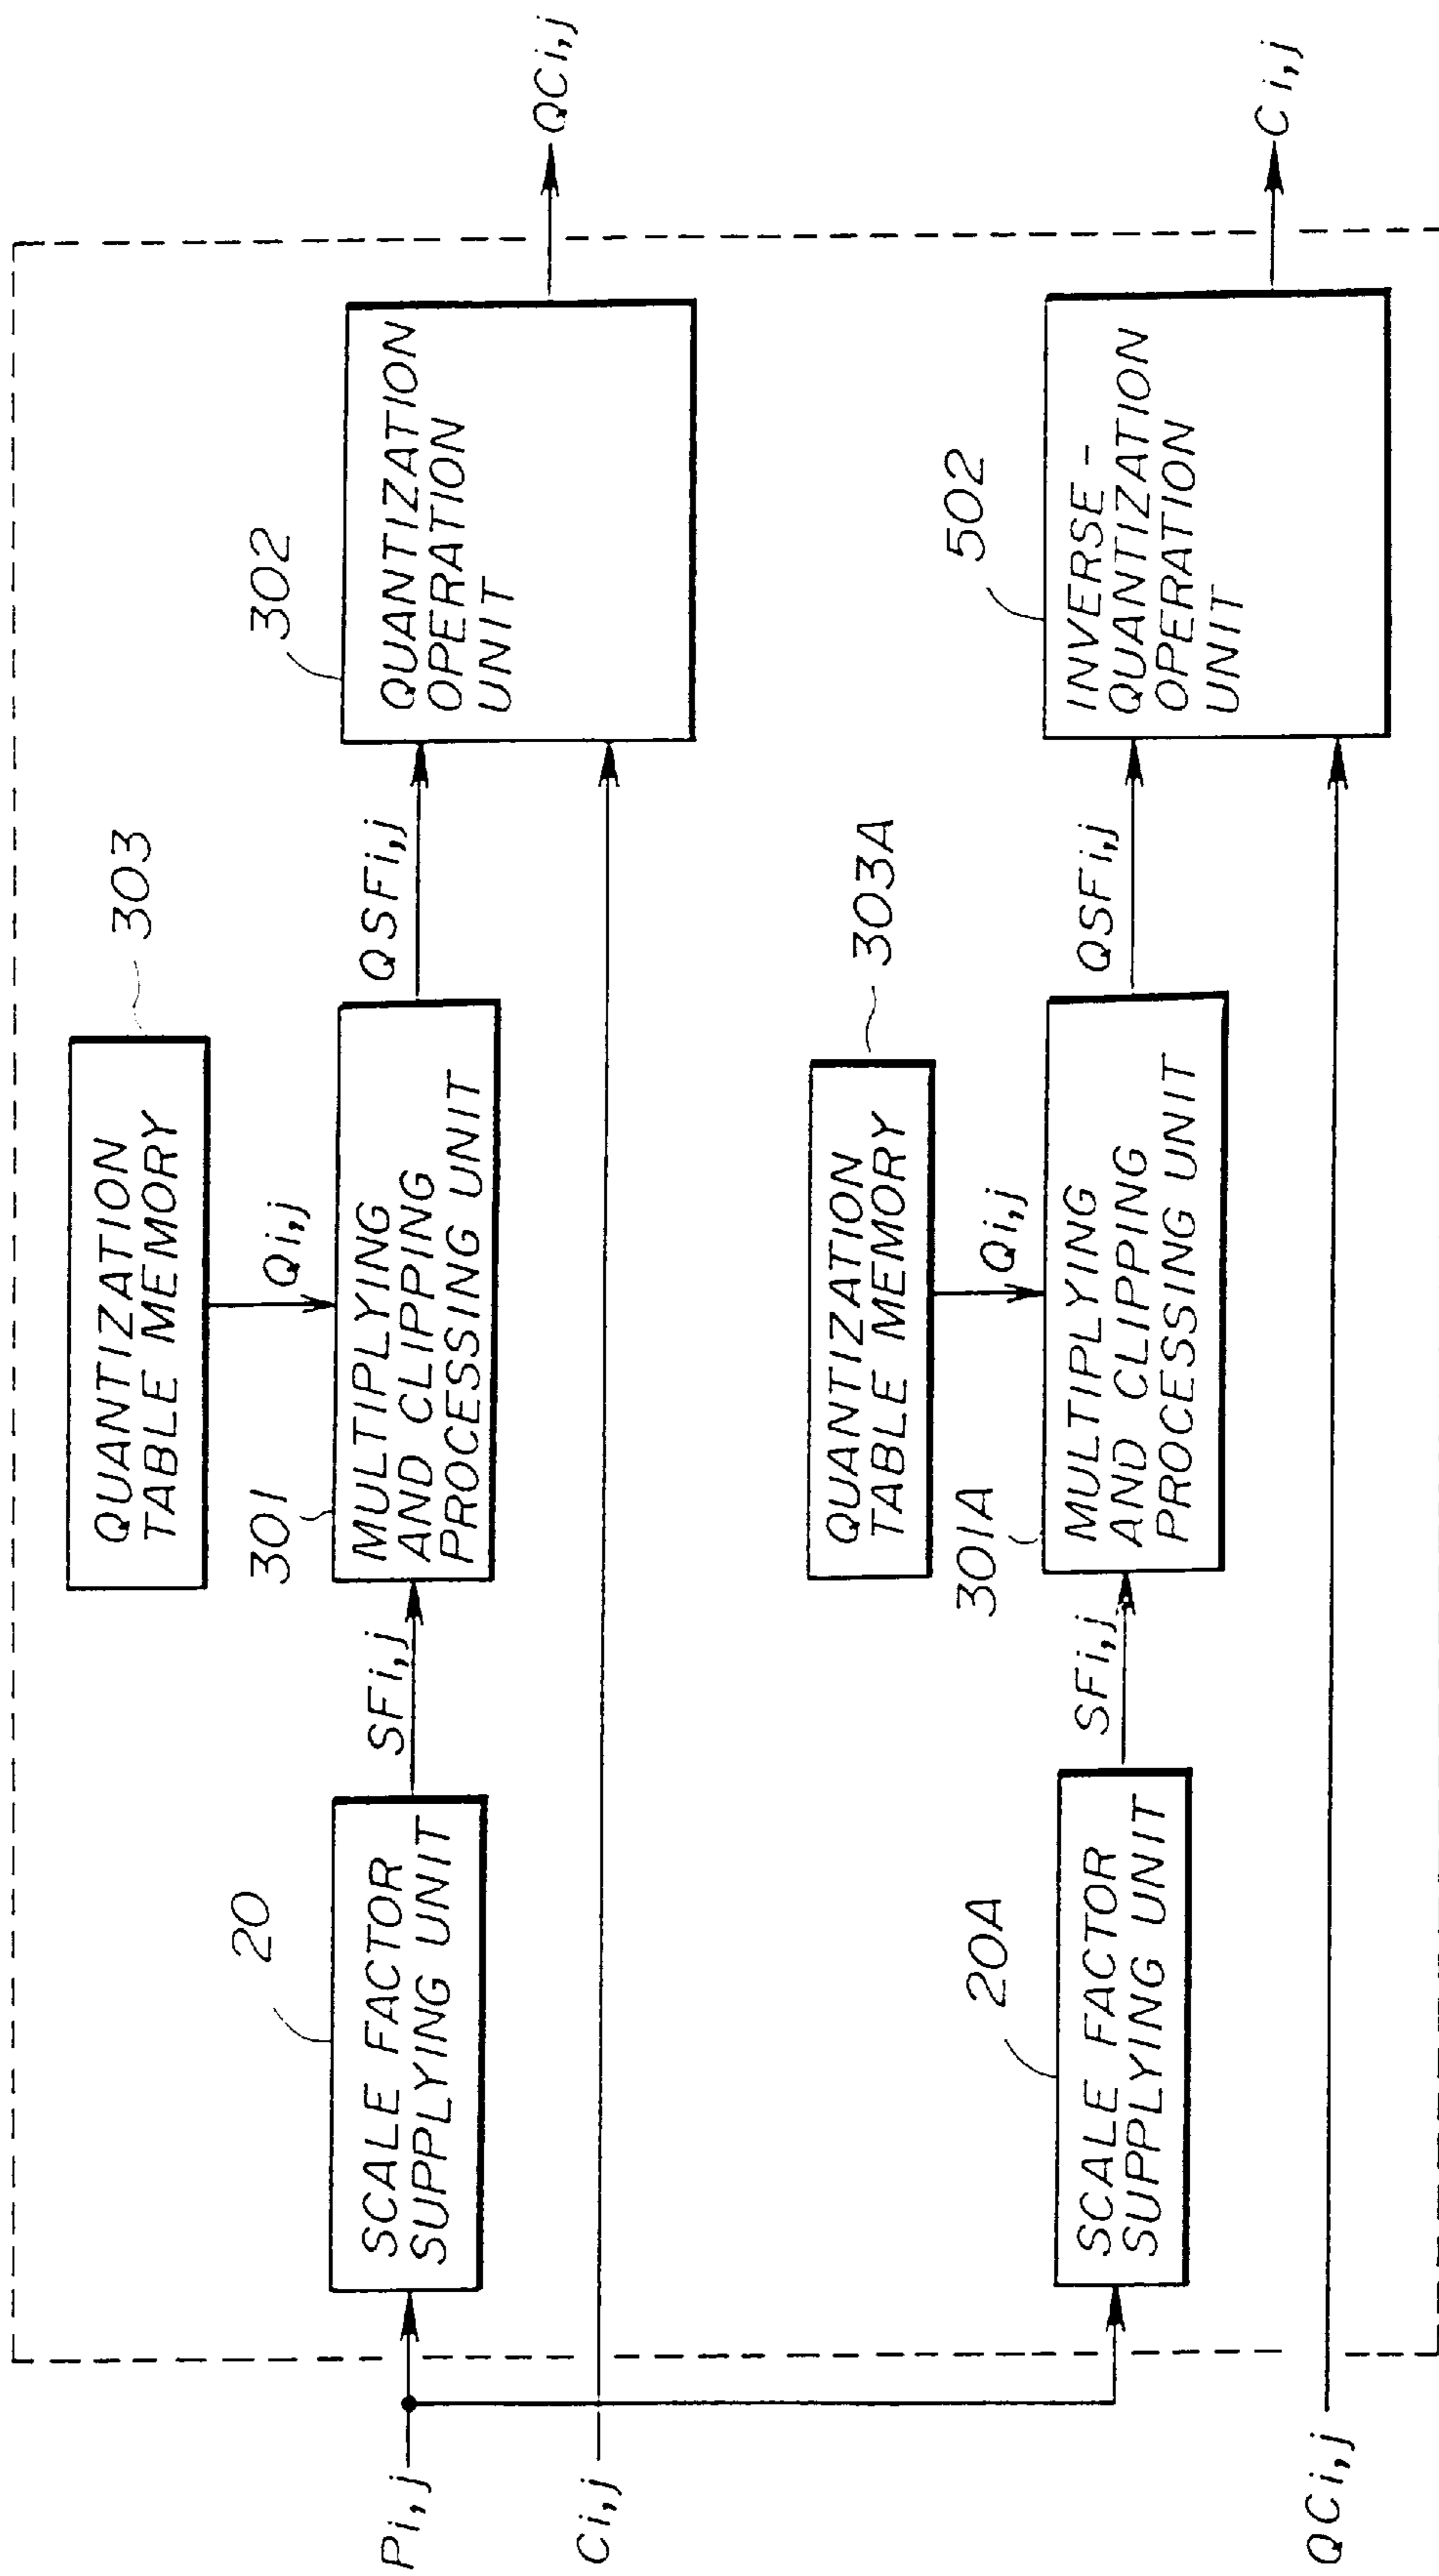 303
QUANTIZATION
TABLE MEMORY
Qi,j
20
301
302
Pi,j
SCALE FACTOR
SUPPLYING UNIT
SFi,j
MULTIPLYING
AND CLIPPING
PROCESSING UNIT
QSFi,j
QUANTIZATION
OPERATION
UNIT
QCi,j
Ci,j
303A
QUANTIZATION
TABLE MEMORY
Qi,j
20A
301A
502
SCALE FACTOR
SUPPLYING UNIT
SFi,j
MULTIPLYING
AND CLIPPING
PROCESSING UNIT
QSFi,j
INVERSE-
QUANTIZATION
OPERATION
UNIT
Ci,j
QCi,j